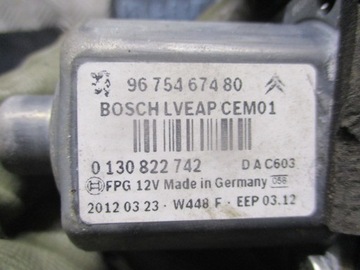 96 754 674 80
BOSCH LVEAP CEM01
0 130 822 742 D A C603
FPG 12V Made in Germany 056
2012 03 23 - W448 F - EEP 03.12